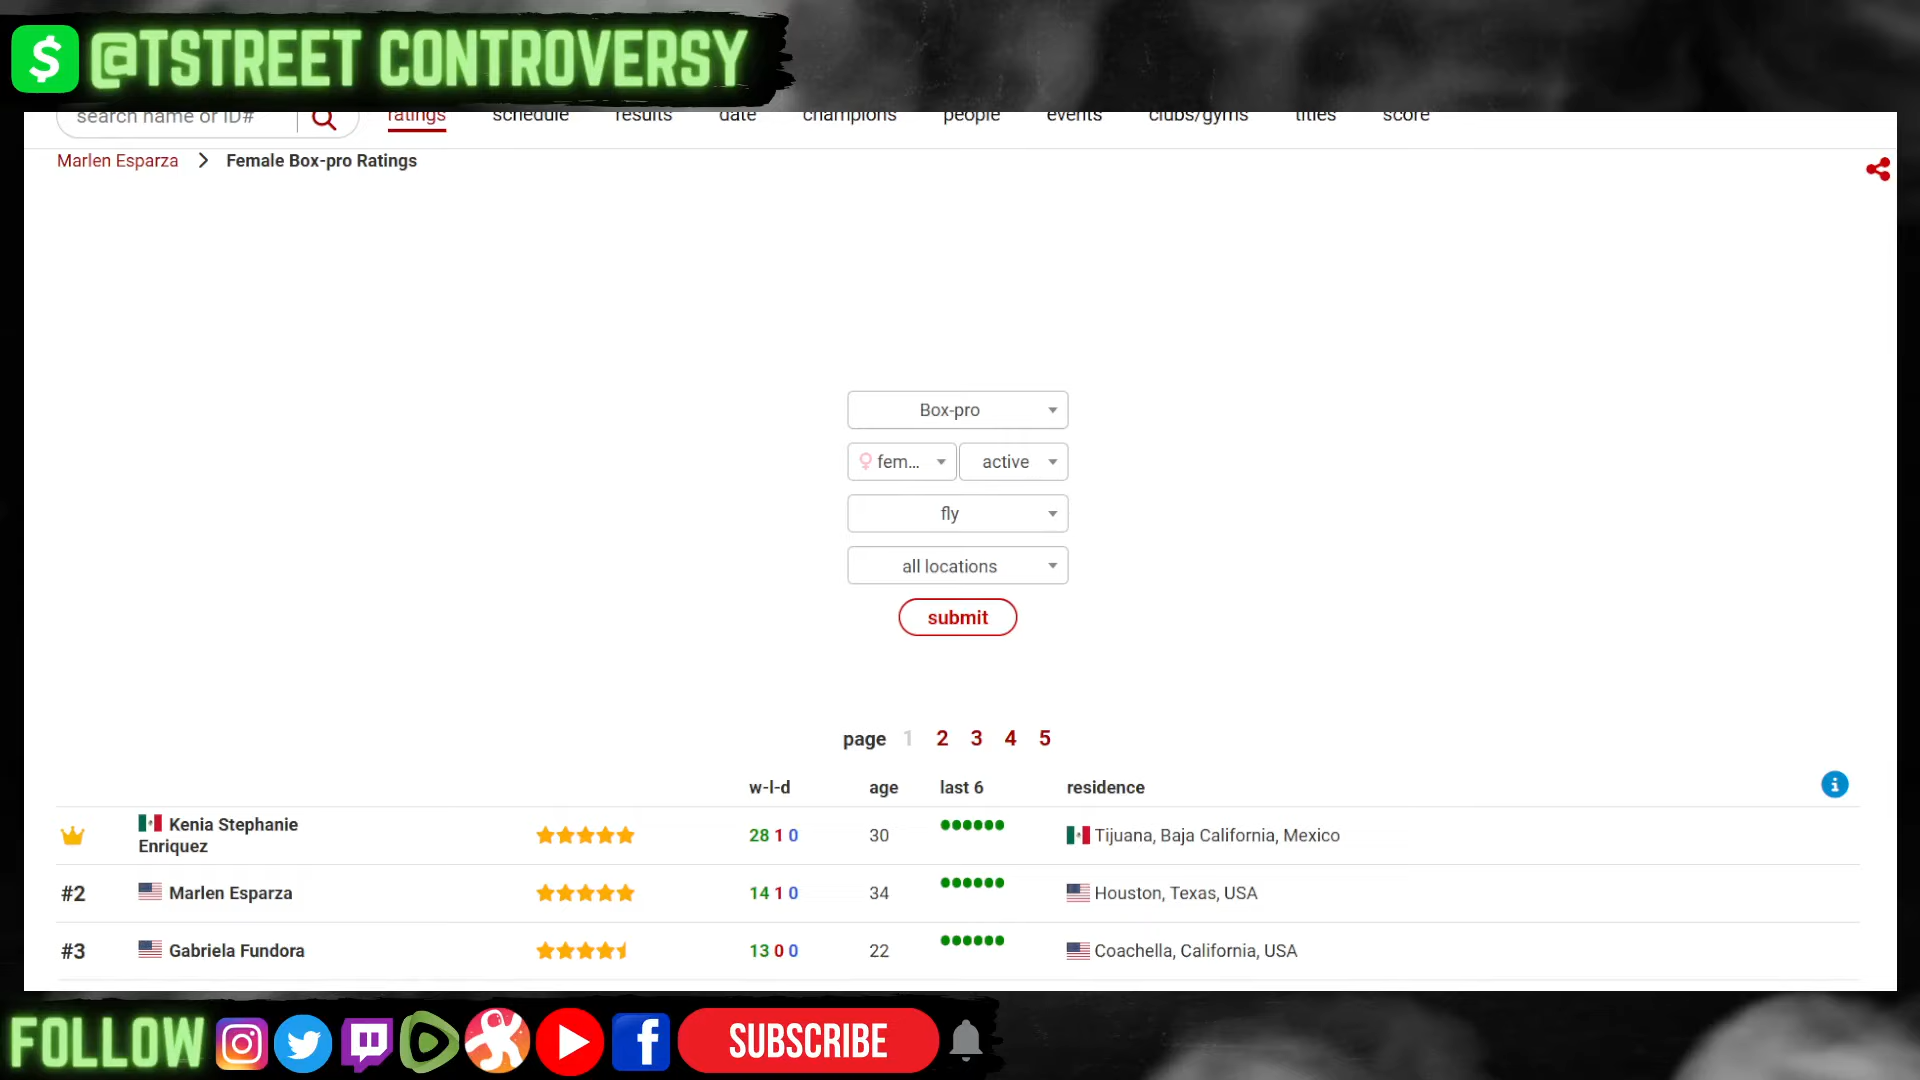 $ @TSTREET CONTROVERSY
search name or ID#
ratings schedule results date champions people events clubs/gyms titles score
Marlen Esparza > Female Box-pro Ratings
Box-pro
fem... active
fly
all locations
submit
page 1 2 3 4 5
w-l-d age last 6 residence
Kenia Stephanie
Enriquez 28 1 0 30 Tijuana, Baja California, Mexico
#2 Marlen Esparza 14 1 0 34 Houston, Texas, USA
#3 Gabriela Fundora 13 0 0 22 Coachella, California, USA
FOLLOW SUBSCRIBE